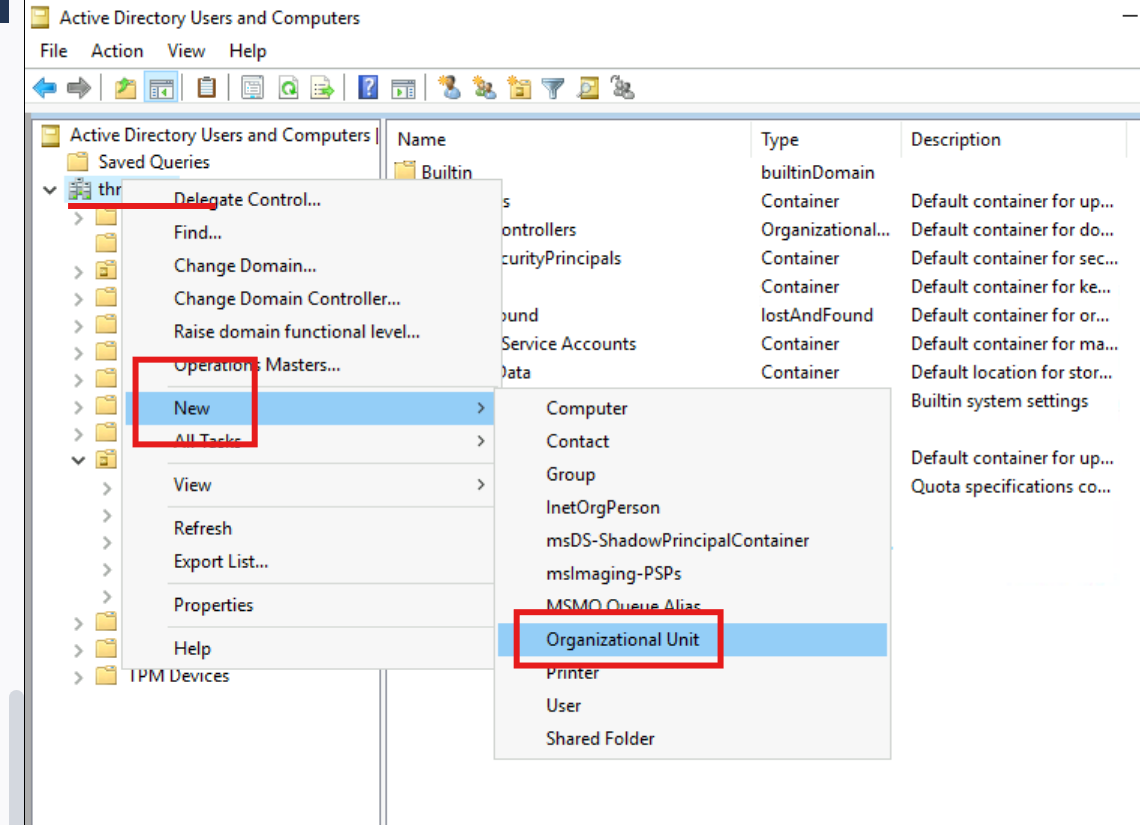 Active Directory Users and Computers
File Action View Help
Active Directory Users and Computers
Saved Queries
thr
TPM Devices
Name Type Description
Builtin builtinDomain
s Container Default container for up...
ontrollers Organizational... Default container for do...
curityPrincipals Container Default container for sec...
Container Default container for ke...
ound lostAndFound Default container for or...
Service Accounts Container Default container for ma...
Data Container Default location for stor...
Builtin system settings
Default container for up...
Quota specifications co...
Delegate Control...
Find...
Change Domain...
Change Domain Controller...
Raise domain functional level...
Operations Masters...
New
All Tasks
View
Refresh
Export List...
Properties
Help
Computer
Contact
Group
InetOrgPerson
msDS-ShadowPrincipalContainer
msImaging-PSPs
MSMQ Queue Alias
Organizational Unit
Printer
User
Shared Folder